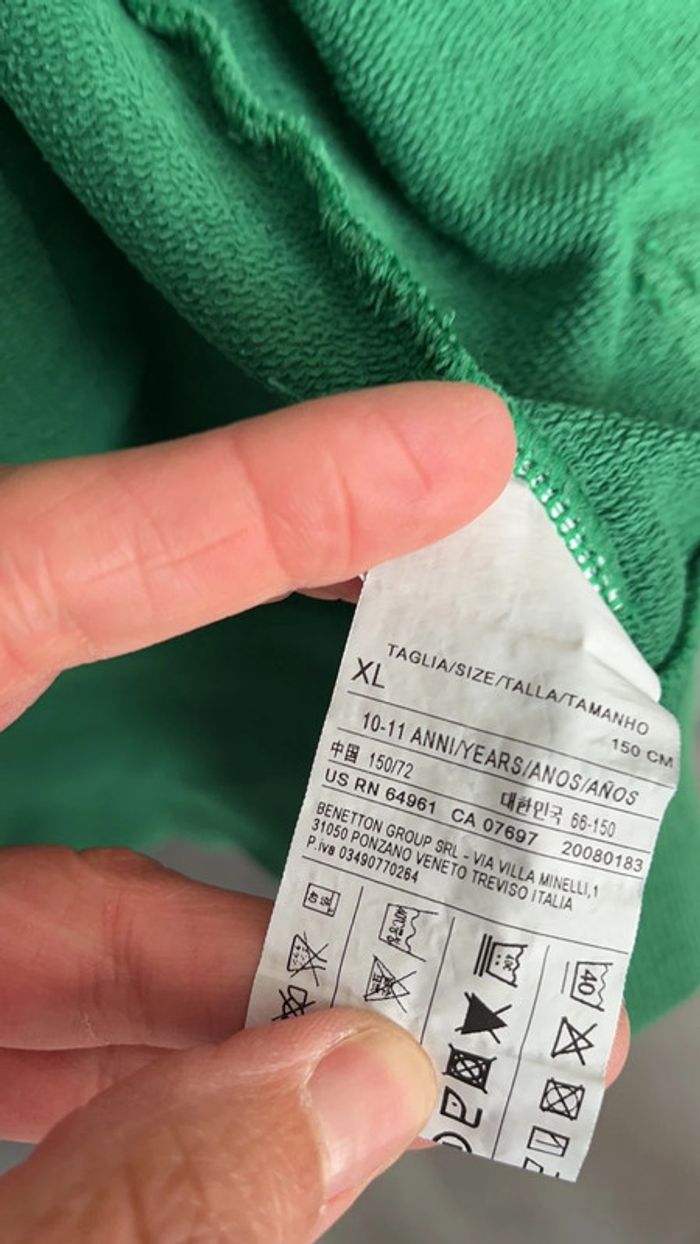 TAGLIA/SIZE/TALLA/TAMANHO
XL
150 CM
10-11 ANNI/YEARS/ANOS/AÑOS
中国 150/72 대한민국 66-150
US RN 64961 CA 07697 20080183
BENETTON GROUP SRL - VIA VILLA MINELLI,1
31050 PONZANO VENETO TREVISO ITALIA
P.iva 03490770264
40